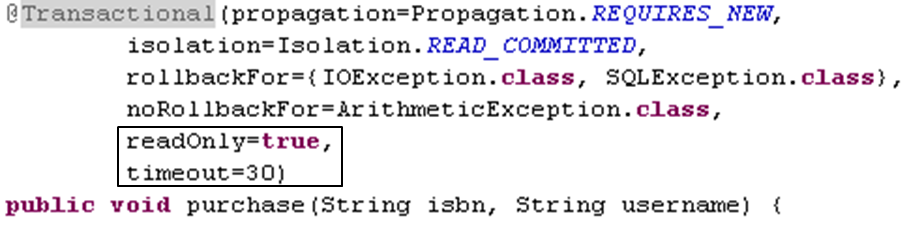 @Transactional(propagation=Propagation.REQUIRES_NEW,
isolation=Isolation.READ_COMMITTED,
rollbackFor={IOException.class, SQLException.class},
noRollbackFor=ArithmeticException.class,
readOnly=true,
timeout=30)
public void purchase(String isbn, String username) {